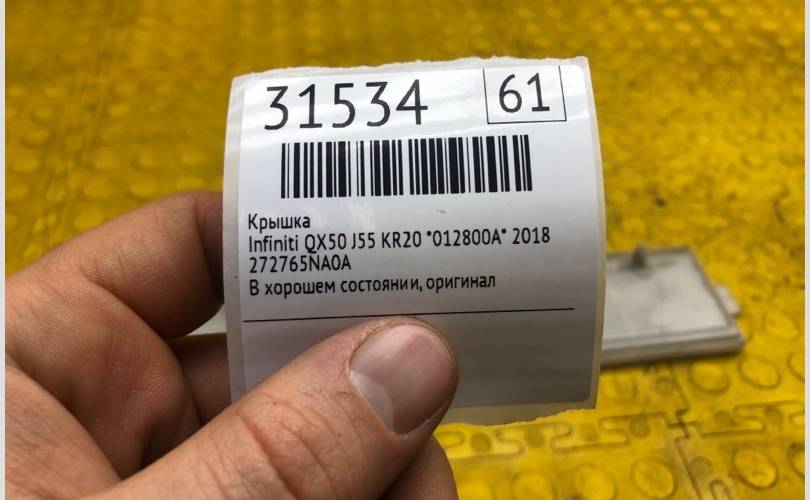 31534 61
Крышка
Infiniti QX50 J55 KR20 *012800A* 2018
272765NA0A
В хорошем состоянии, оригинал